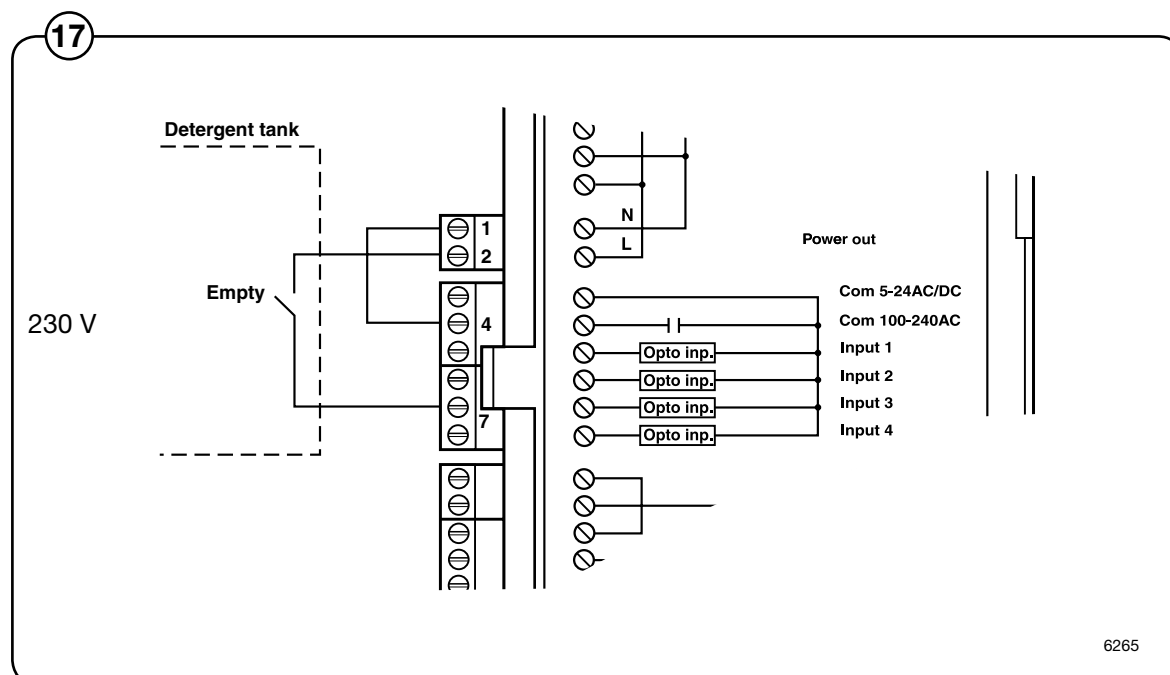 17
Detergent tank
1
N
2
L
Power out
Empty
Com 5-24AC/DC
230 V
4
Com 100-240AC
Opto inp.
Input 1
Opto inp.
Input 2
Opto inp.
Input 3
7
Opto inp.
Input 4
6265